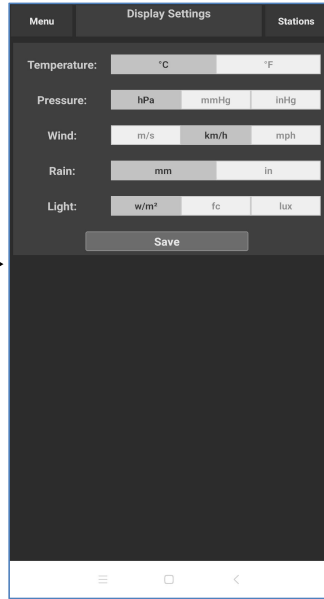 Menu Display Settings Stations
Temperature: °C °F
Pressure: hPa mmHg inHg
Wind: m/s km/h mph
Rain: mm in
Light: w/m² fc lux
Save